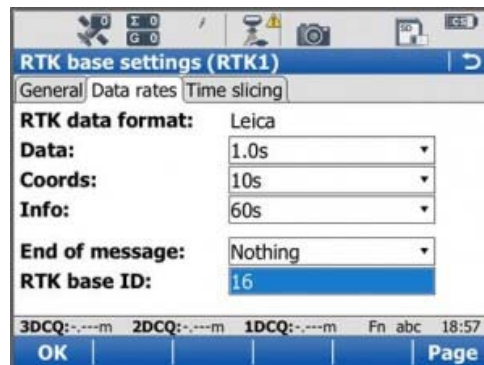 Σ 0
G 0
SD
CS
RTK base settings (RTK1)
General Data rates Time slicing
RTK data format: Leica
Data: 1.0s
Coords: 10s
Info: 60s
End of message: Nothing
RTK base ID: 16
3DCQ:-.---m 2DCQ:-.---m 1DCQ:-.---m Fn abc 18:57
OK Page